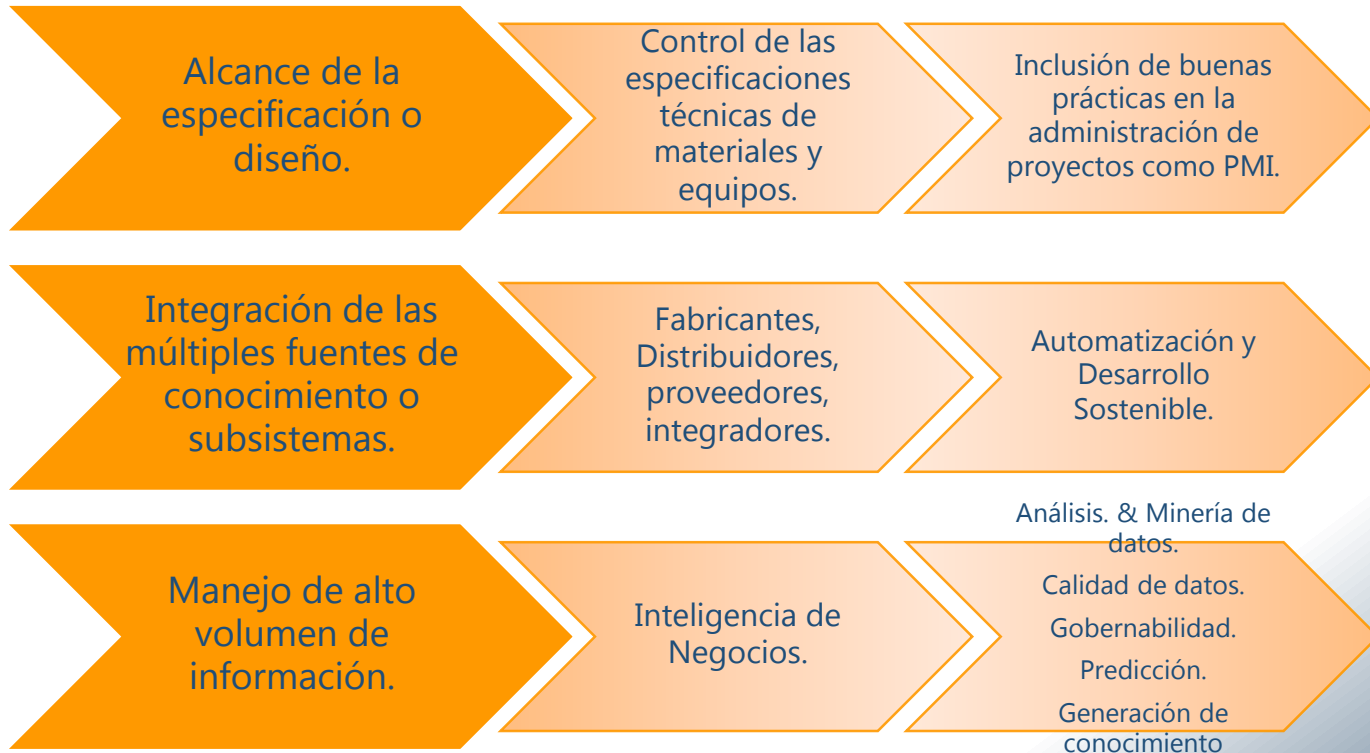 Alcance de la
especificación o
diseño.
Control de las
especificaciones
técnicas de
materiales y
equipos.
Inclusión de buenas
prácticas en la
administración de
proyectos como PMI.
Integración de las
múltiples fuentes de
conocimiento o
subsistemas.
Fabricantes,
Distribuidores,
proveedores,
integradores.
Automatización y
Desarrollo
Sostenible.
Manejo de alto
volumen de
información.
Inteligencia de
Negocios.
Análisis. & Minería de
datos.
Calidad de datos.
Gobernabilidad.
Predicción.
Generación de
conocimiento